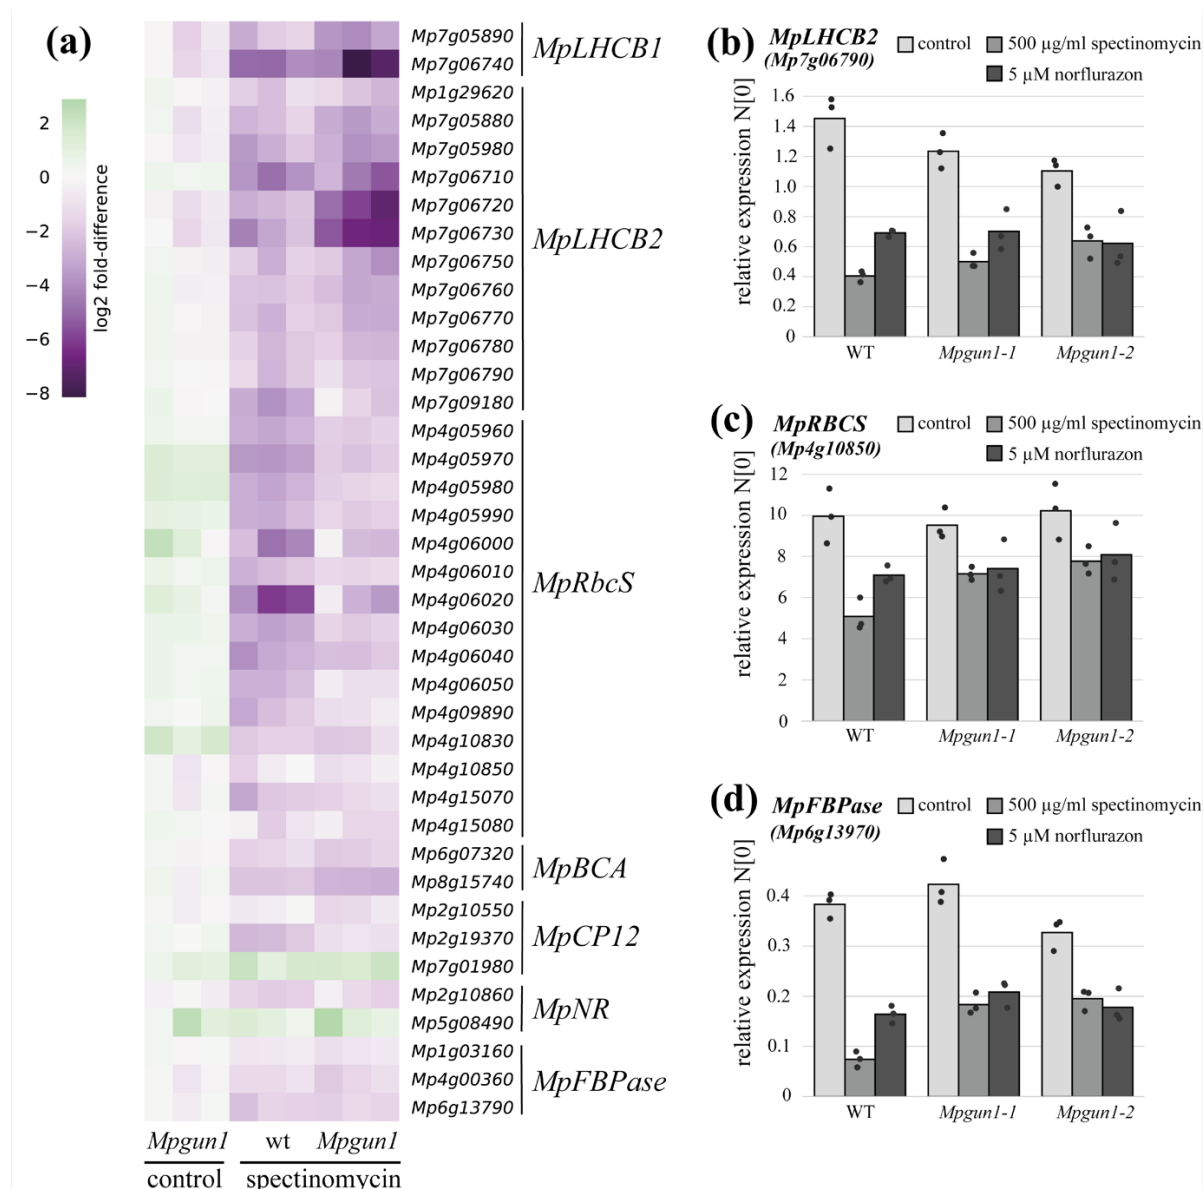 (a)
2
0
−2
−4
−6
−8
log2 fold-difference
Mp7g05890
Mp7g06740
MpLHCB1
Mp1g29620
Mp7g05880
Mp7g05980
Mp7g06710
Mp7g06720
Mp7g06730
Mp7g06750
Mp7g06760
Mp7g06770
Mp7g06780
Mp7g06790
Mp7g09180
MpLHCB2
Mp4g05960
Mp4g05970
Mp4g05980
Mp4g05990
Mp4g06000
Mp4g06010
Mp4g06020
Mp4g06030
Mp4g06040
Mp4g06050
Mp4g09890
Mp4g10830
Mp4g10850
Mp4g15070
Mp4g15080
MpRbcS
Mp6g07320
Mp8g15740
MpBCA
Mp2g10550
Mp2g19370
Mp7g01980
MpCP12
Mp2g10860
Mp5g08490
MpNR
Mp1g03160
Mp4g00360
Mp6g13790
MpFBPase
Mpgun1 wt Mpgun1
control spectinomycin
(b) MpLHCB2
(Mp7g06790)
control 500 µg/ml spectinomycin
5 µM norflurazon
relative expression N[0]
1.6
1.4
1.2
1.0
0.8
0.6
0.4
0.2
0
WT Mpgun1-1 Mpgun1-2
(c) MpRBCS
(Mp4g10850)
control 500 µg/ml spectinomycin
5 µM norflurazon
relative expression N[0]
12
10
8
6
4
2
0
WT Mpgun1-1 Mpgun1-2
(d) MpFBPase
(Mp6g13970)
control 500 µg/ml spectinomycin
5 µM norflurazon
relative expression N[0]
0.4
0.3
0.2
0.1
0
WT Mpgun1-1 Mpgun1-2